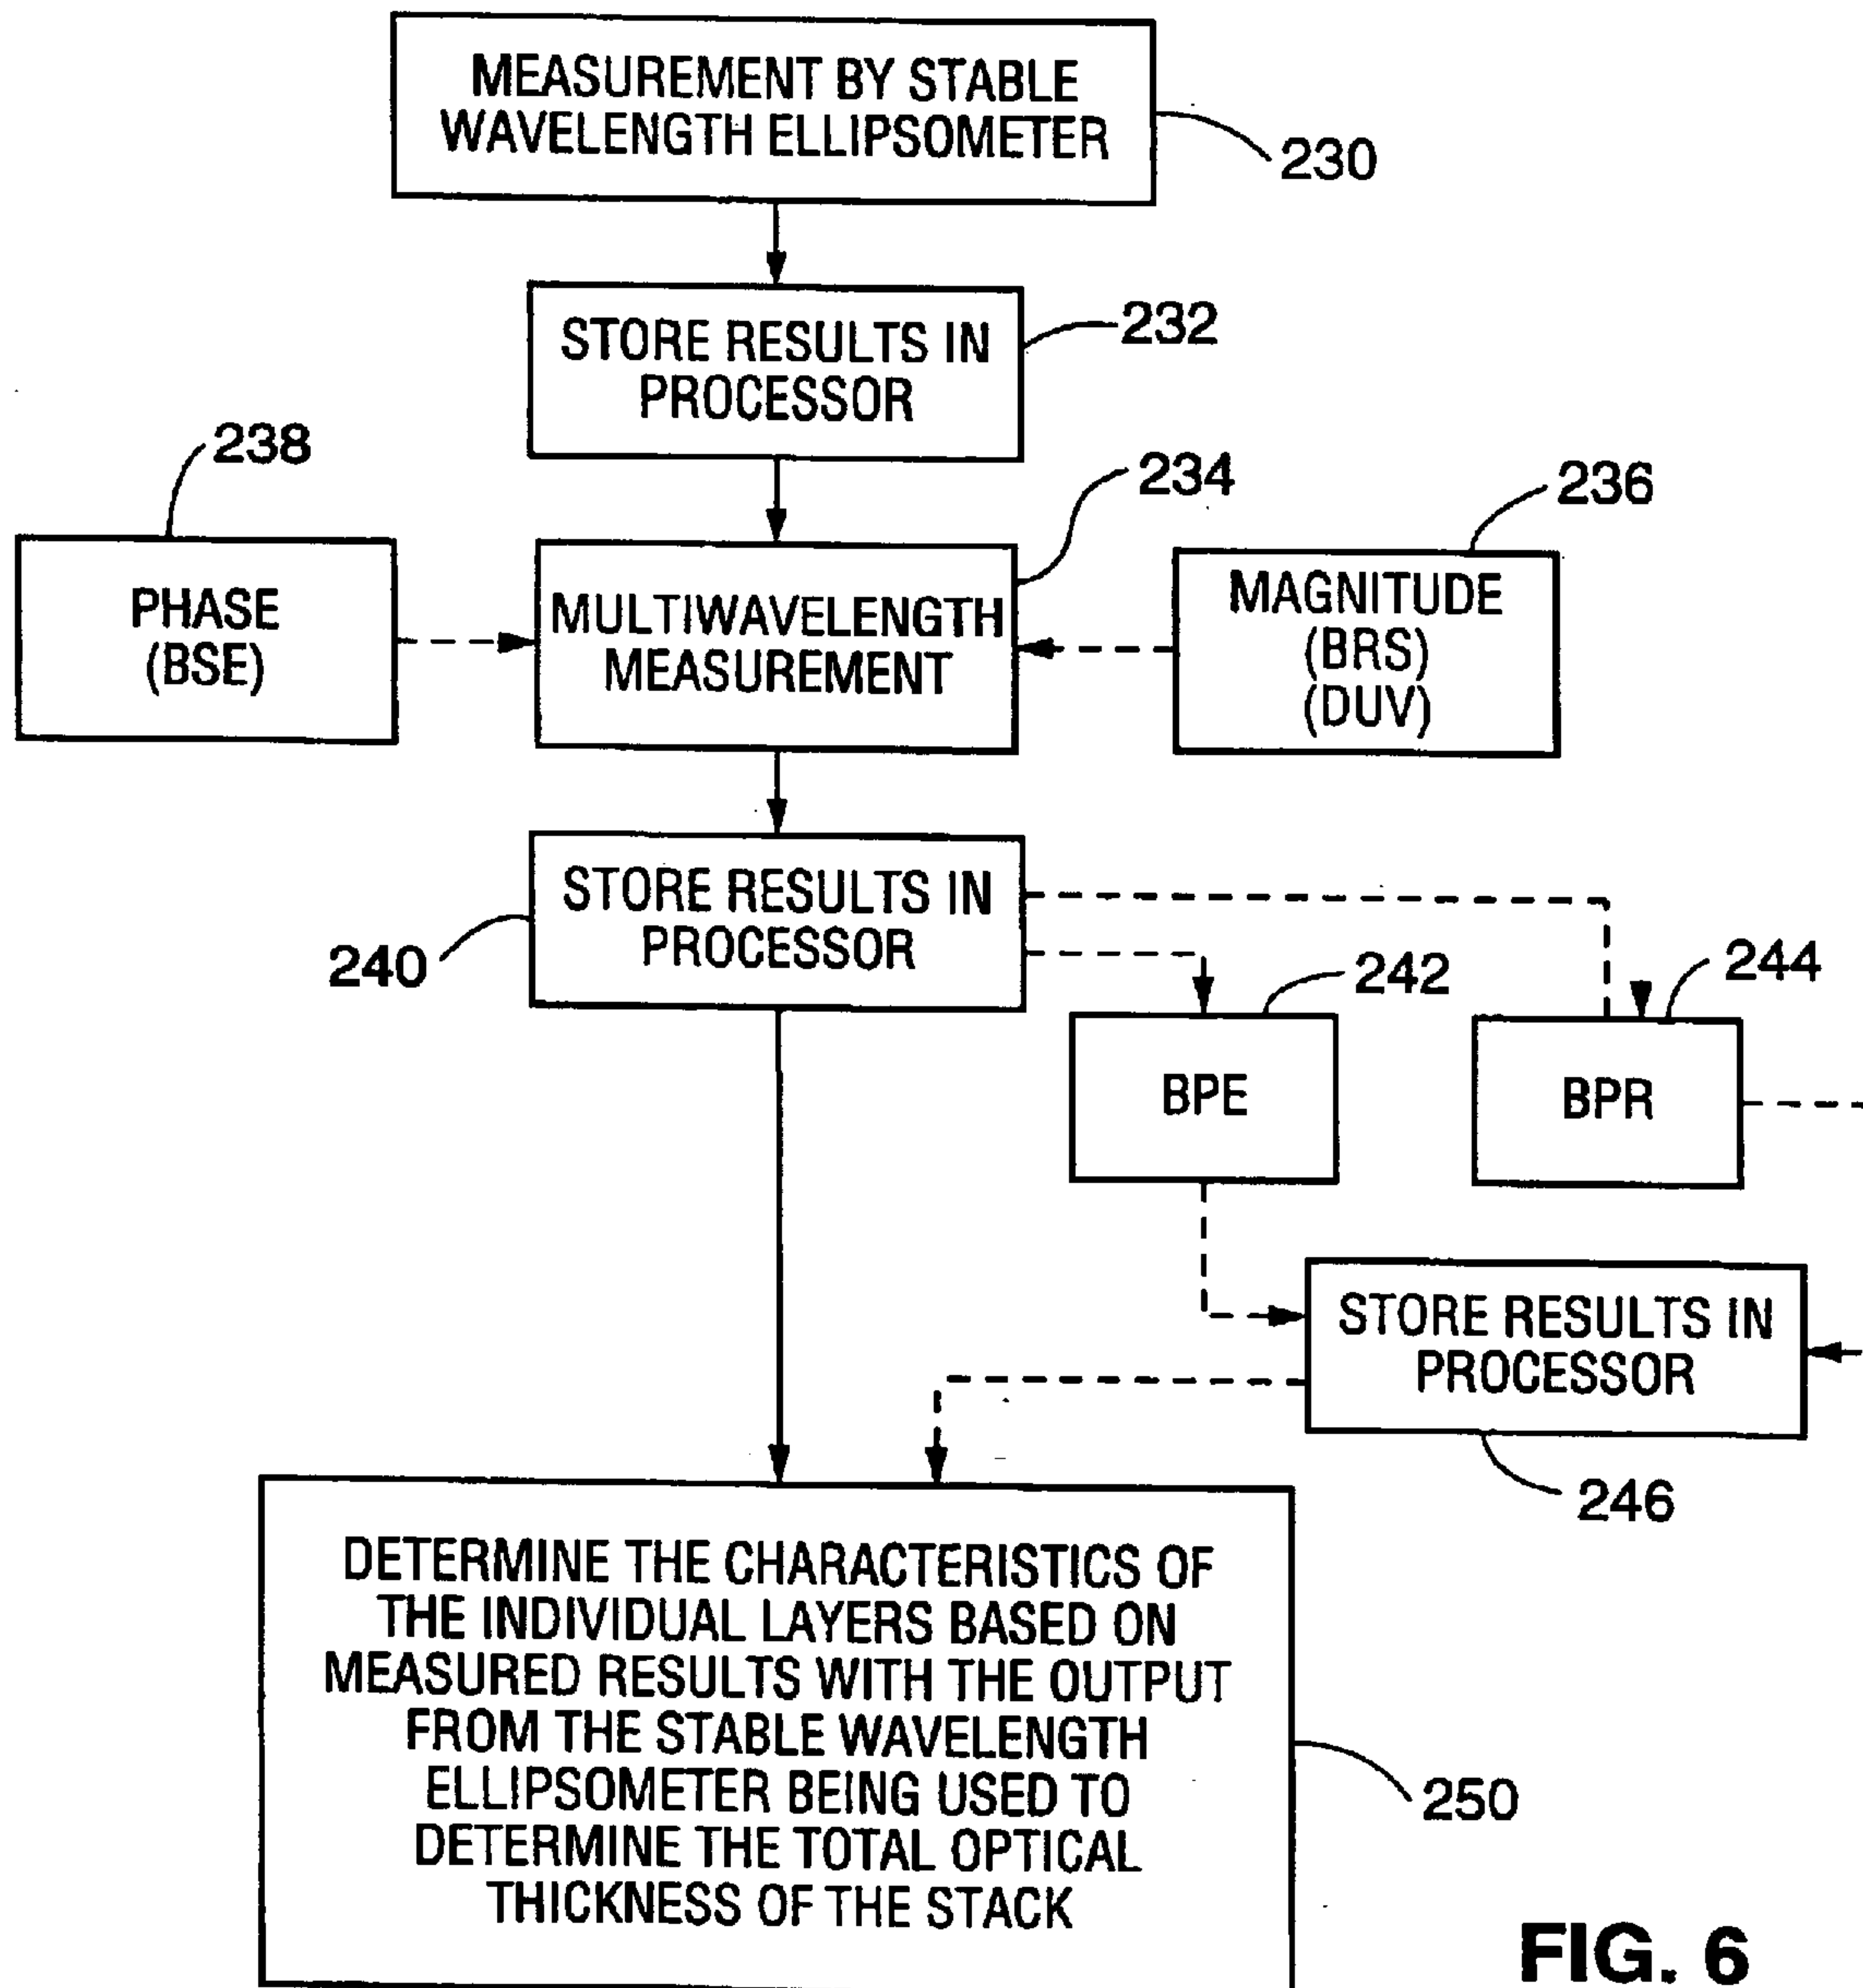 MEASUREMENT BY STABLE
WAVELENGTH ELLIPSOMETER
230
STORE RESULTS IN
PROCESSOR
232
238
234
236
PHASE
(BSE)
MULTIWAVELENGTH
MEASUREMENT
MAGNITUDE
(BRS)
(DUV)
STORE RESULTS IN
PROCESSOR
240
242
244
BPE
BPR
STORE RESULTS IN
PROCESSOR
246
DETERMINE THE CHARACTERISTICS OF
THE INDIVIDUAL LAYERS BASED ON
MEASURED RESULTS WITH THE OUTPUT
FROM THE STABLE WAVELENGTH
ELLIPSOMETER BEING USED TO
DETERMINE THE TOTAL OPTICAL
THICKNESS OF THE STACK
250
FIG. 6